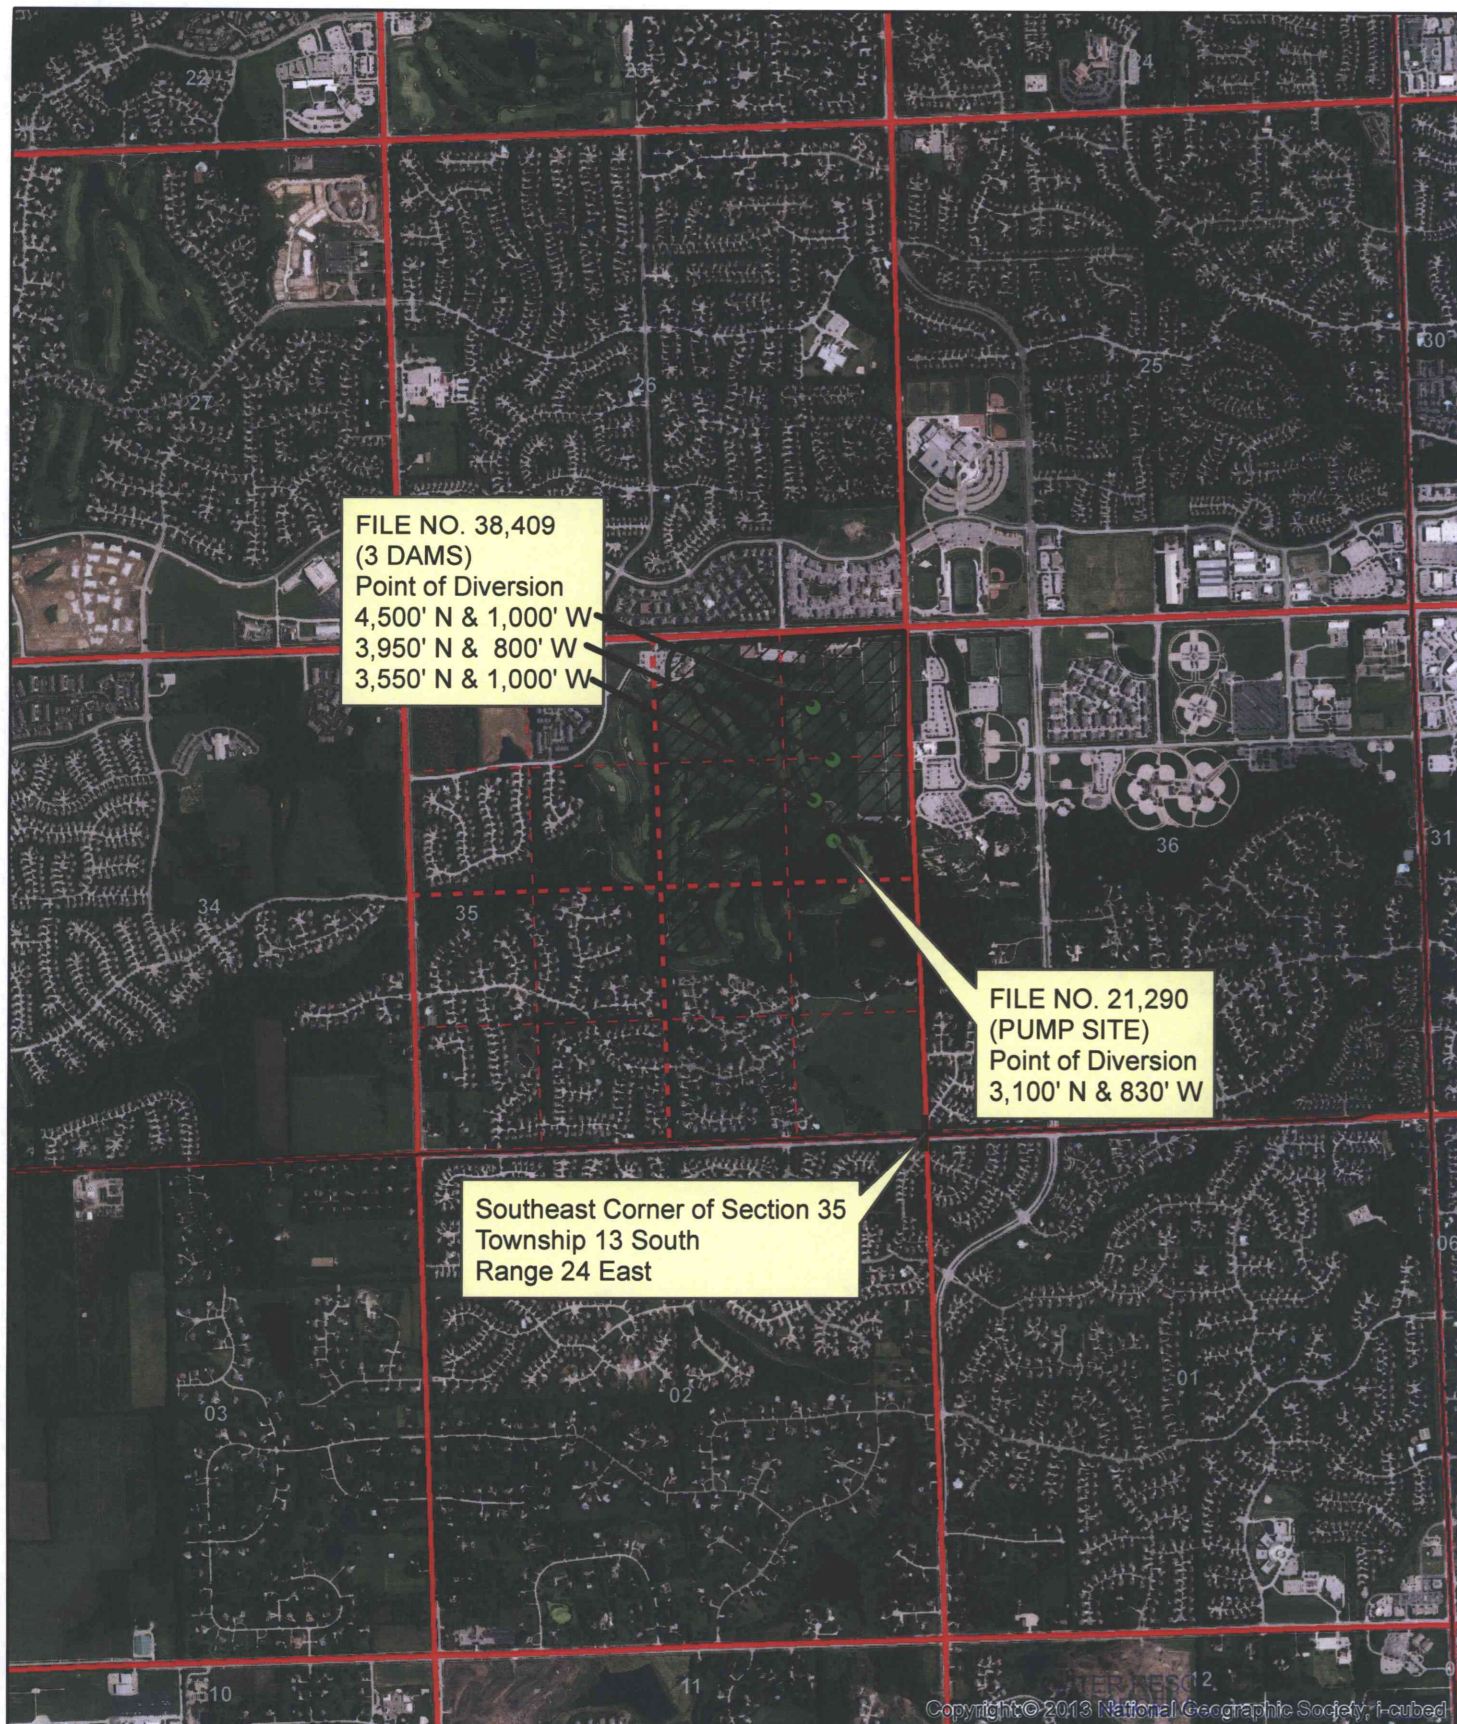 22
23
24
30
25
26
27
FILE NO. 38,409
(3 DAMS)
Point of Diversion
4,500' N & 1,000' W
3,950' N & 800' W
3,550' N & 1,000' W
36
31
34
35
FILE NO. 21,290
(PUMP SITE)
Point of Diversion
3,100' N & 830' W
Southeast Corner of Section 35
Township 13 South
Range 24 East
06
01
02
03
10
11
12
Copyright:© 2013 National Geographic Society, i-cubed